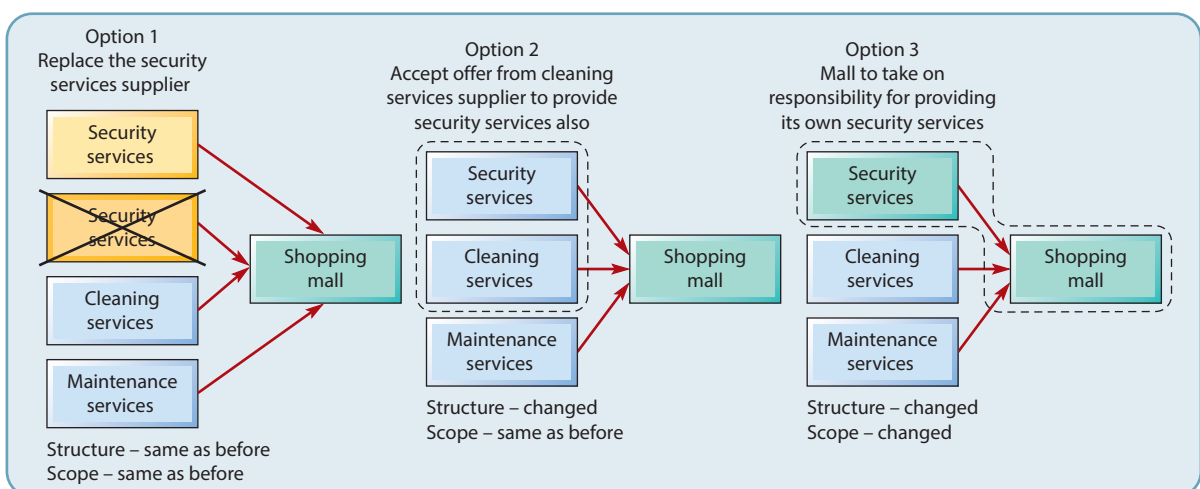 Option 1
Replace the security
services supplier
Security
services
Security
services
Cleaning
services
Maintenance
services
Shopping
mall
Structure – same as before
Scope – same as before
Option 2
Accept offer from cleaning
services supplier to provide
security services also
Security
services
Cleaning
services
Maintenance
services
Shopping
mall
Structure – changed
Scope – same as before
Option 3
Mall to take on
responsibility for providing
its own security services
Security
services
Cleaning
services
Maintenance
services
Shopping
mall
Structure – changed
Scope – changed